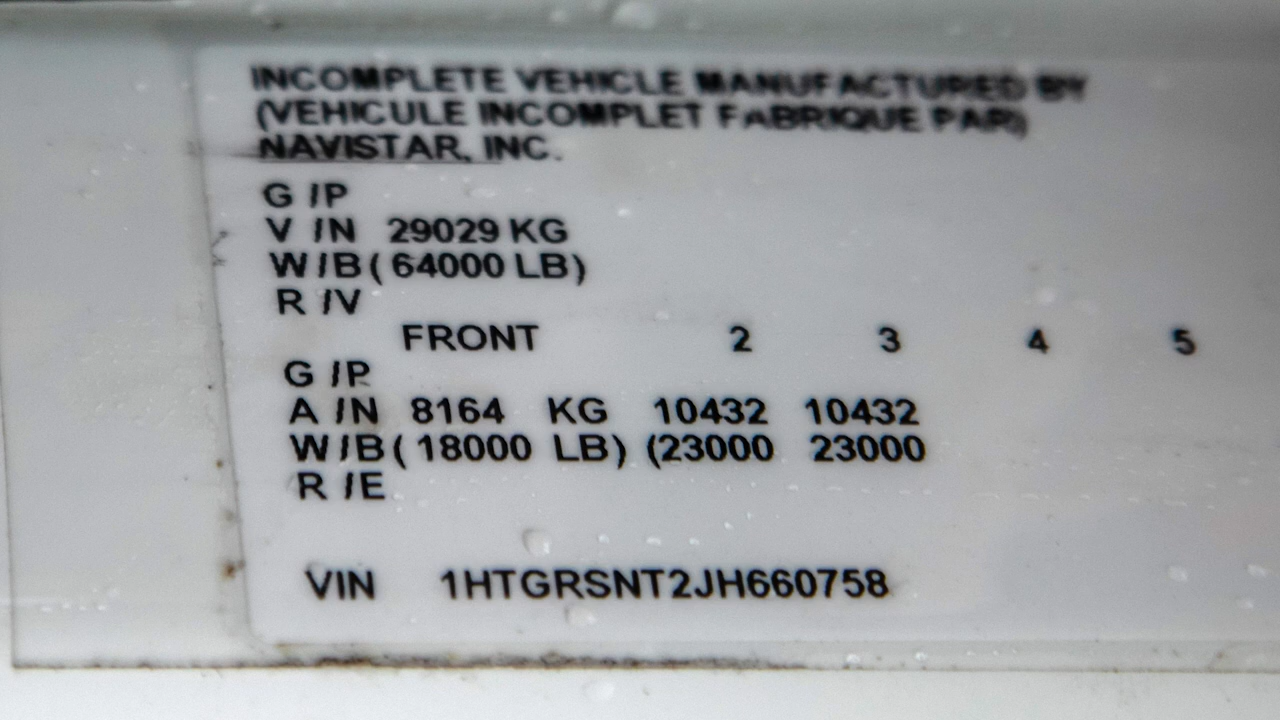 INCOMPLETE VEHICLE MANUFACTURED BY
(VEHICULE INCOMPLET FABRIQUE PAR)
NAVISTAR, INC.
G /P
V /N 29029 KG
W/B ( 64000 LB)
R /V
FRONT 2 3 4 5
G /P
A /N 8164 KG 10432 10432
W/B ( 18000 LB) (23000 23000
R /E
VIN 1HTGRSNT2JH660758